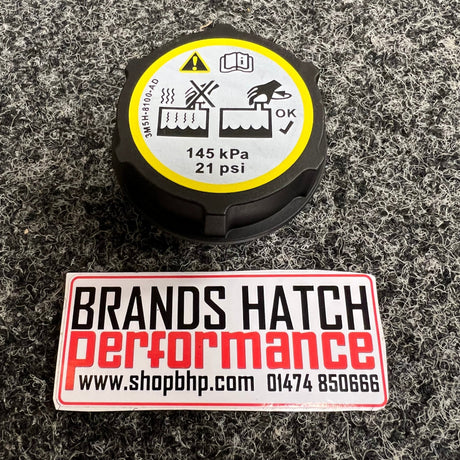 3M5H-8100-AD
OK
145 kPa
21 psi
BRANDS HATCH
performance
www.shopbhp.com 01474 850666